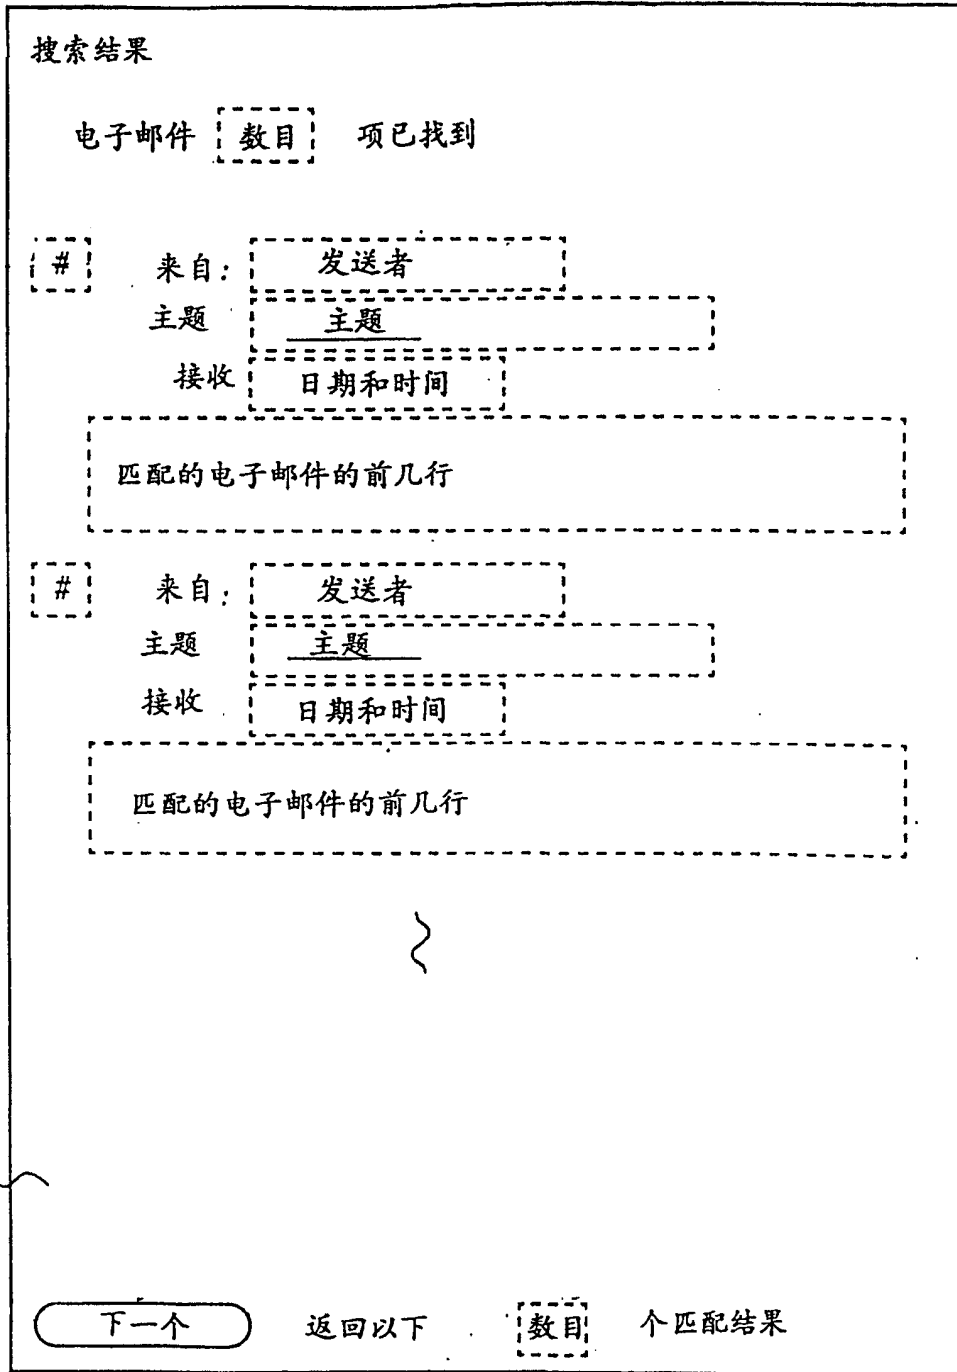 搜索结果
电子邮件 数目 项已找到
# 来自: 发送者
主题 主题
接收 日期和时间
匹配的电子邮件的前几行
# 来自: 发送者
主题 主题
接收 日期和时间
匹配的电子邮件的前几行
下一个 返回以下 数目 个匹配结果